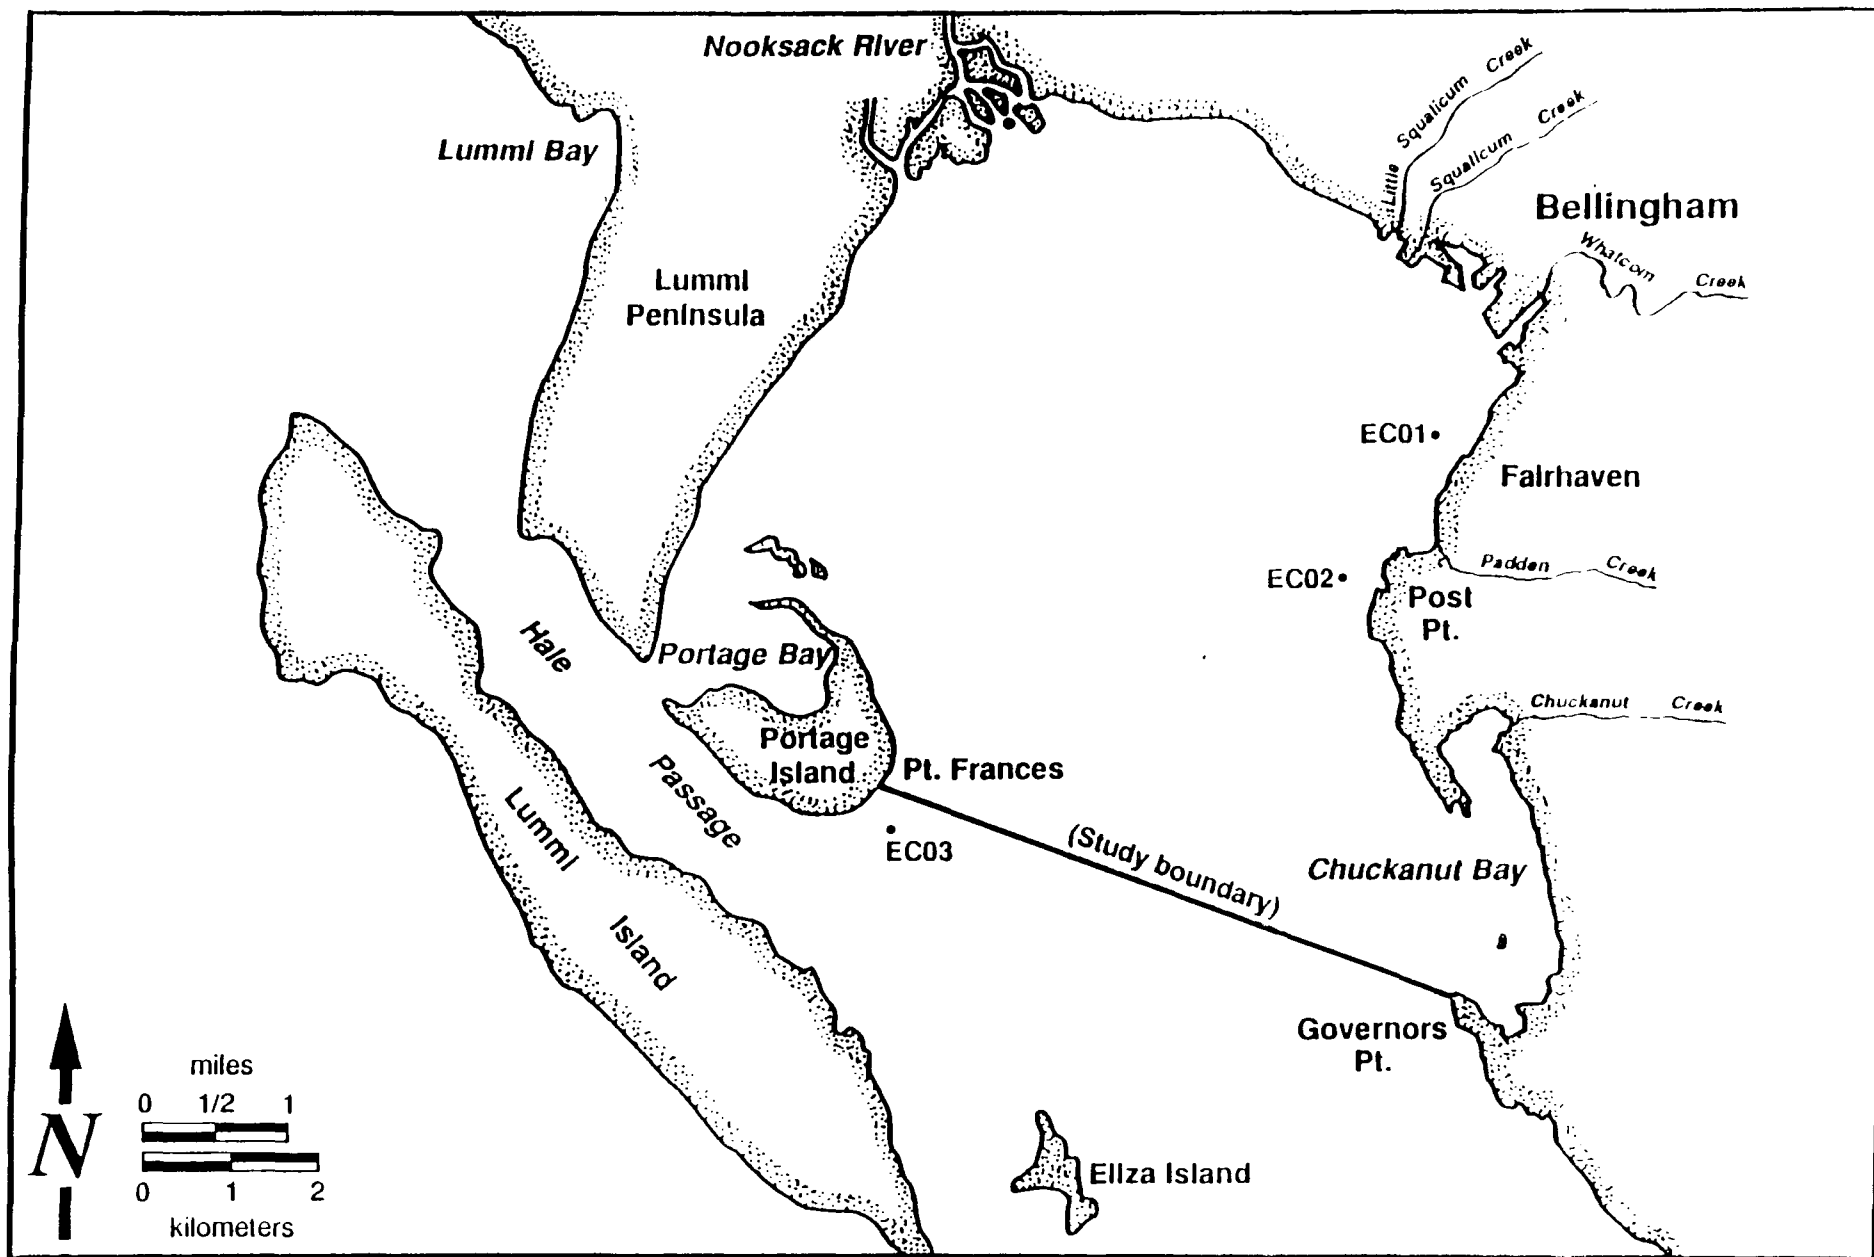 Nooksack River
Little Squalicum Creek
Squalicum Creek
Lummi Bay
Bellingham
Whatcom Creek
Lummi
Peninsula
EC01
Fairhaven
EC02
Padden Creek
Post
Pt.
Hale
Passage
Portage Bay
Chuckanut Creek
Portage
Island
Pt. Frances
EC03
(Study boundary)
Chuckanut Bay
Lummi
Island
Governors
Pt.
Eliza Island
N
miles
0 1/2 1
0 1 2
kilometers